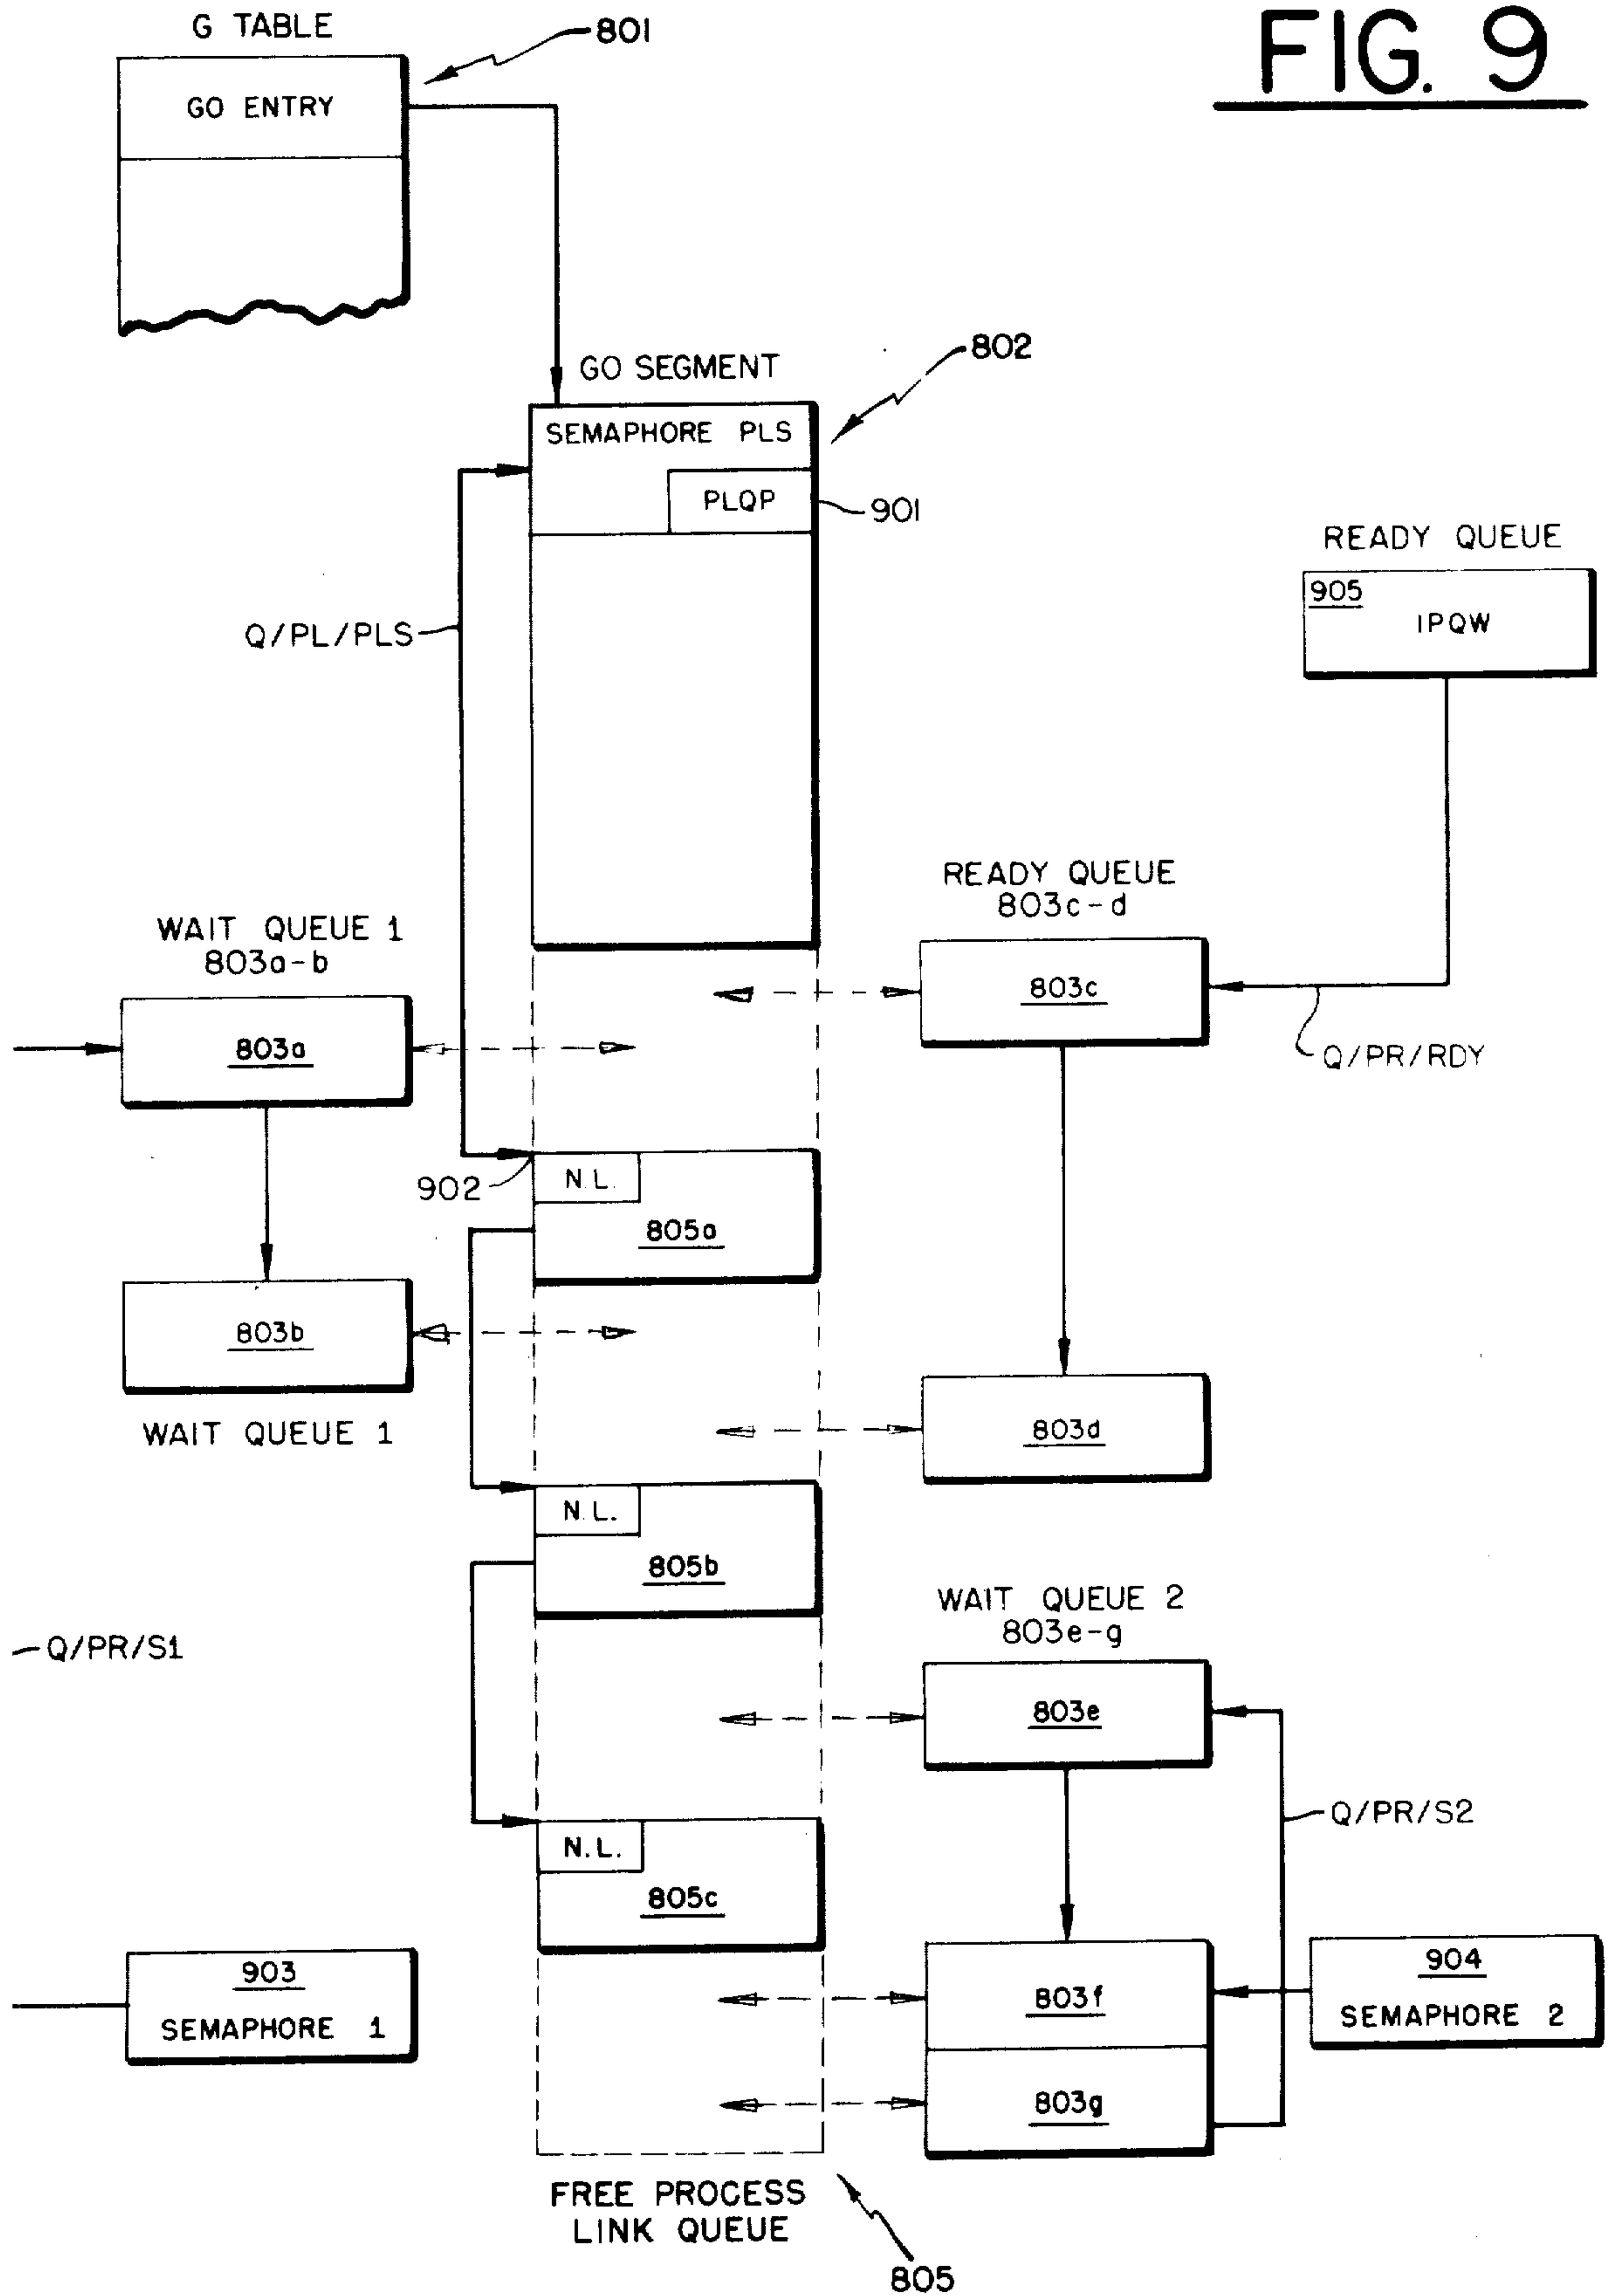 G TABLE
801
FIG. 9
GO ENTRY
802
GO SEGMENT
SEMAPHORE PLS
PLQP
901
READY QUEUE
905
IPQW
Q/PL/PLS
READY QUEUE
803c-d
WAIT QUEUE 1
803a-b
803c
803a
Q/PR/RDY
902
N.L.
805a
803b
WAIT QUEUE 1
803d
N.L.
805b
WAIT QUEUE 2
803e-g
Q/PR/S1
803e
Q/PR/S2
N.L.
805c
903
SEMAPHORE 1
803f
904
SEMAPHORE 2
803g
FREE PROCESS
LINK QUEUE
805